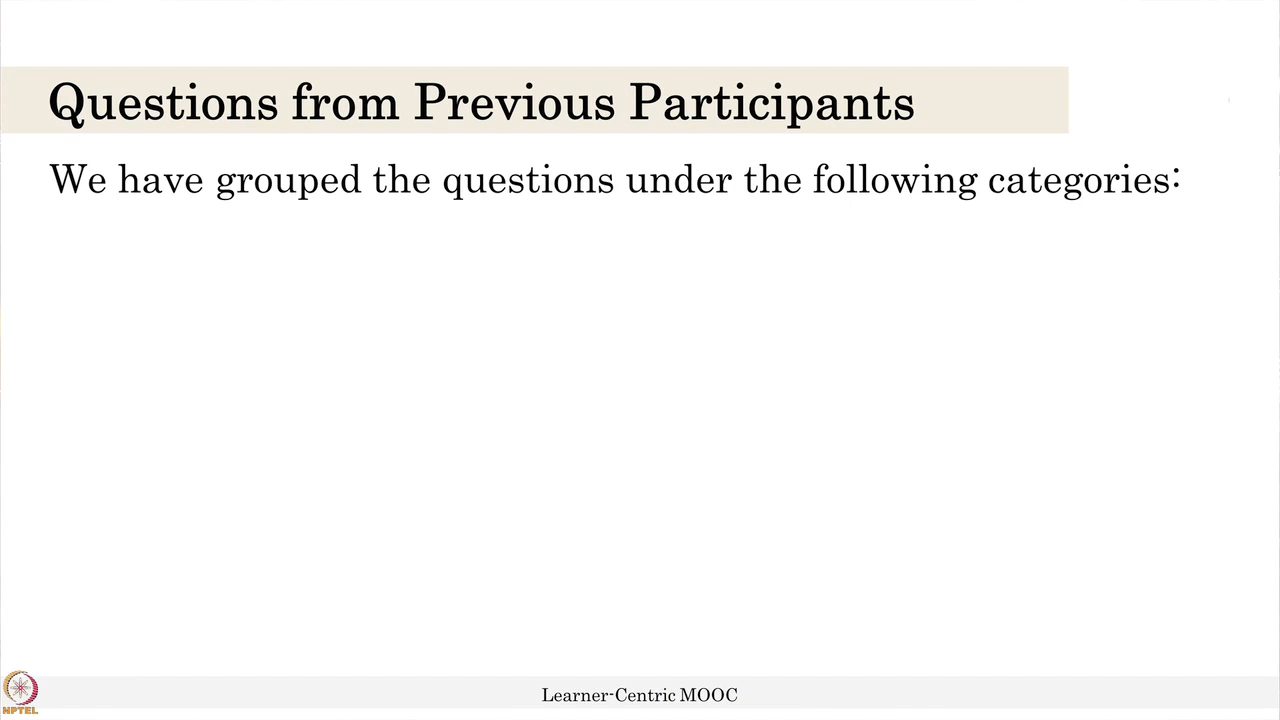 Questions from Previous Participants
We have grouped the questions under the following categories:
Learner-Centric MOOC
NPTEL